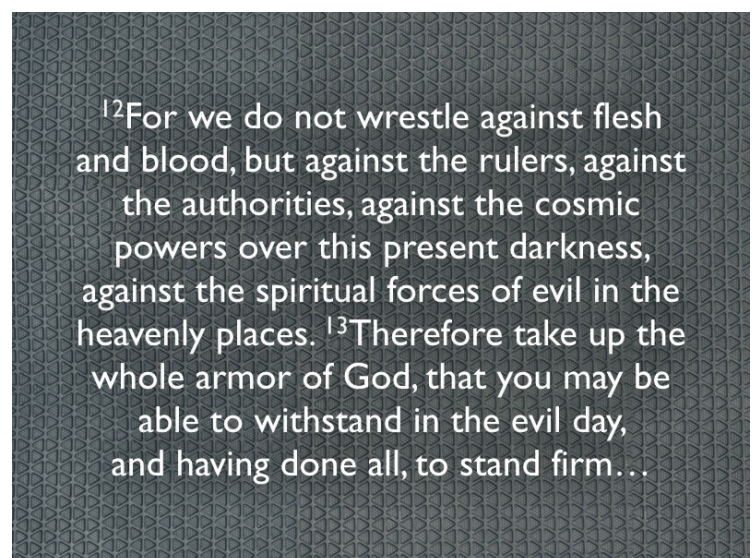 ¹²For we do not wrestle against flesh
and blood, but against the rulers, against
the authorities, against the cosmic
powers over this present darkness,
against the spiritual forces of evil in the
heavenly places. ¹³Therefore take up the
whole armor of God, that you may be
able to withstand in the evil day,
and having done all, to stand firm…